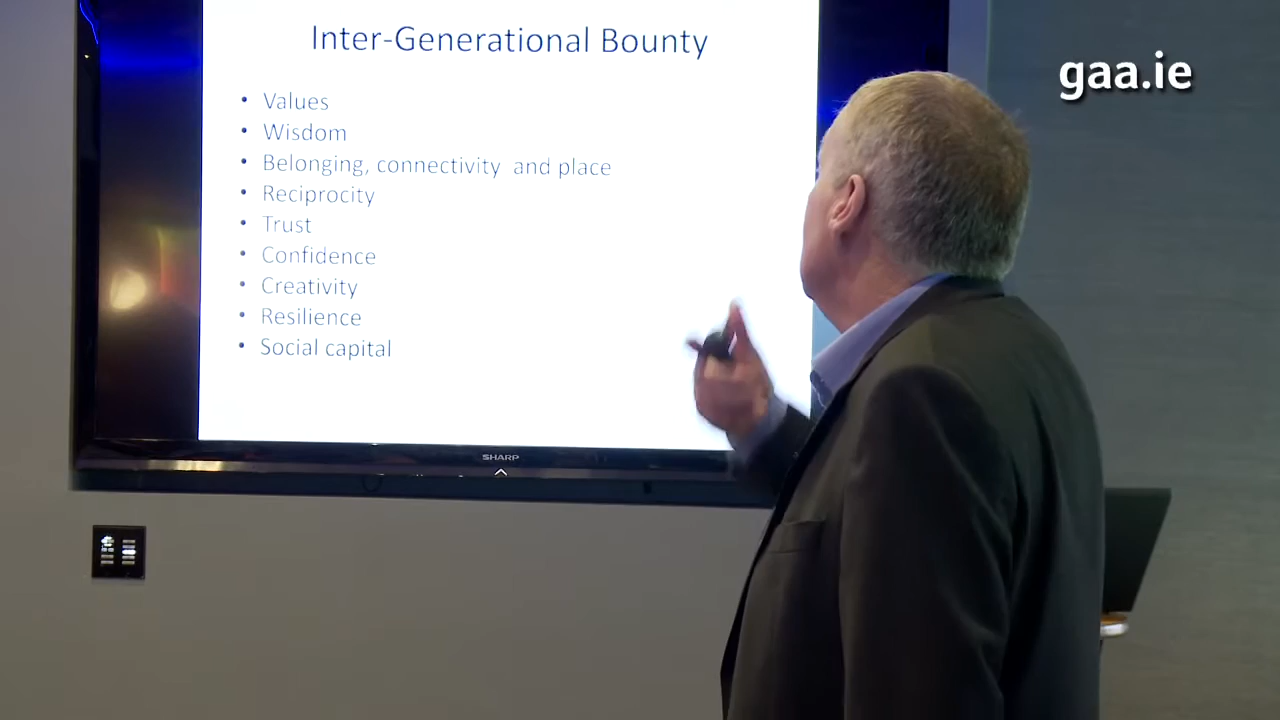 Inter-Generational Bounty
gaa.ie
• Values
• Wisdom
• Belonging, connectivity and place
• Reciprocity
• Trust
• Confidence
• Creativity
• Resilience
• Social capital
SHARP